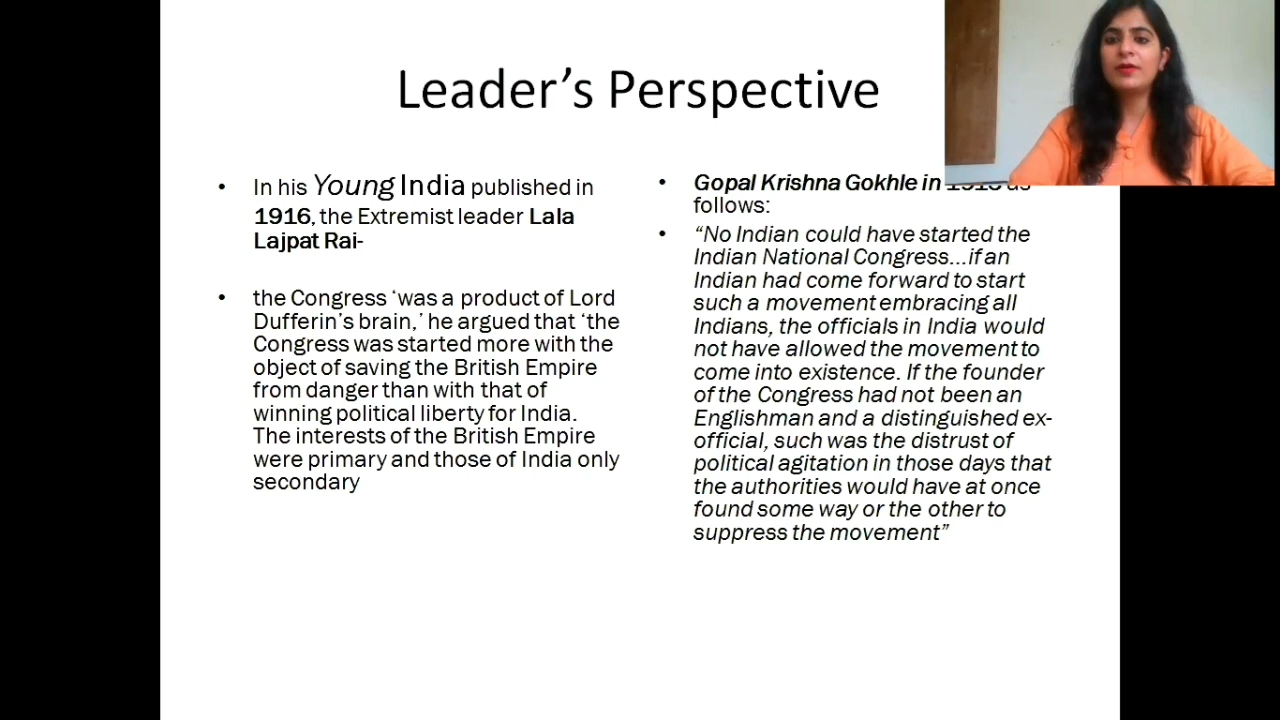 Leader’s Perspective
• In his Young India published in
1916, the Extremist leader Lala
Lajpat Rai-
• the Congress ‘was a product of Lord
Dufferin’s brain,’ he argued that ‘the
Congress was started more with the
object of saving the British Empire
from danger than with that of
winning political liberty for India.
The interests of the British Empire
were primary and those of India only
secondary
• Gopal Krishna Gokhle in
follows:
• “No Indian could have started the
Indian National Congress...if an
Indian had come forward to start
such a movement embracing all
Indians, the officials in India would
not have allowed the movement to
come into existence. If the founder
of the Congress had not been an
Englishman and a distinguished ex-
official, such was the distrust of
political agitation in those days that
the authorities would have at once
found some way or the other to
suppress the movement”